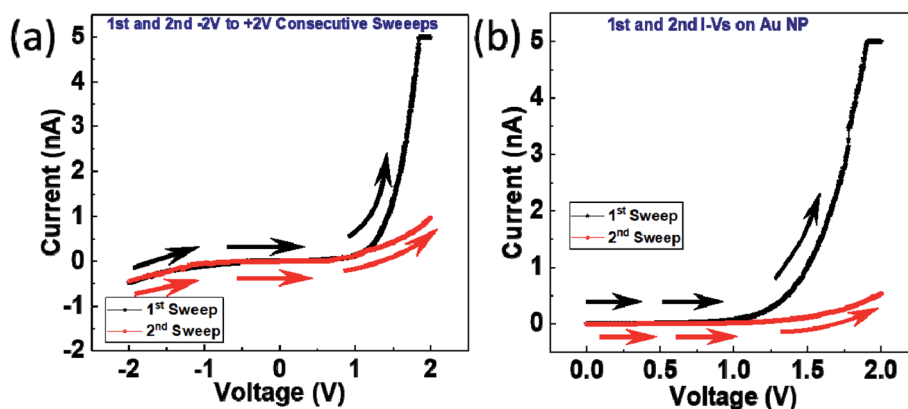 (a)
1st and 2nd -2V to +2V Consecutive Sweeeps
Current (nA)
5
4
3
2
1
0
-1
-2
-2
-1
0
1
2
Voltage (V)
1st Sweep
2nd Sweep
(b)
1st and 2nd I-Vs on Au NP
Current (nA)
5
4
3
2
1
0
0.0
0.5
1.0
1.5
2.0
Voltage (V)
1st Sweep
2nd Sweep